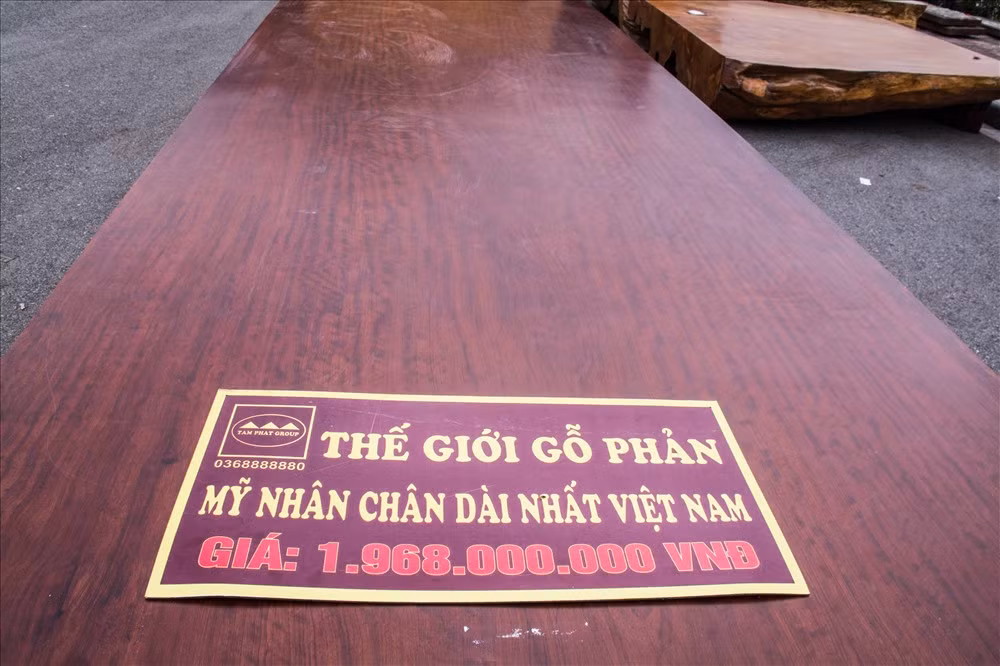 TAM PHAT GROUP
0368888880
THẾ GIỚI GỖ PHẢN
MỸ NHÂN CHÂN DÀI NHẤT VIỆT NAM
GIÁ: 1.968.000.000 VNĐ